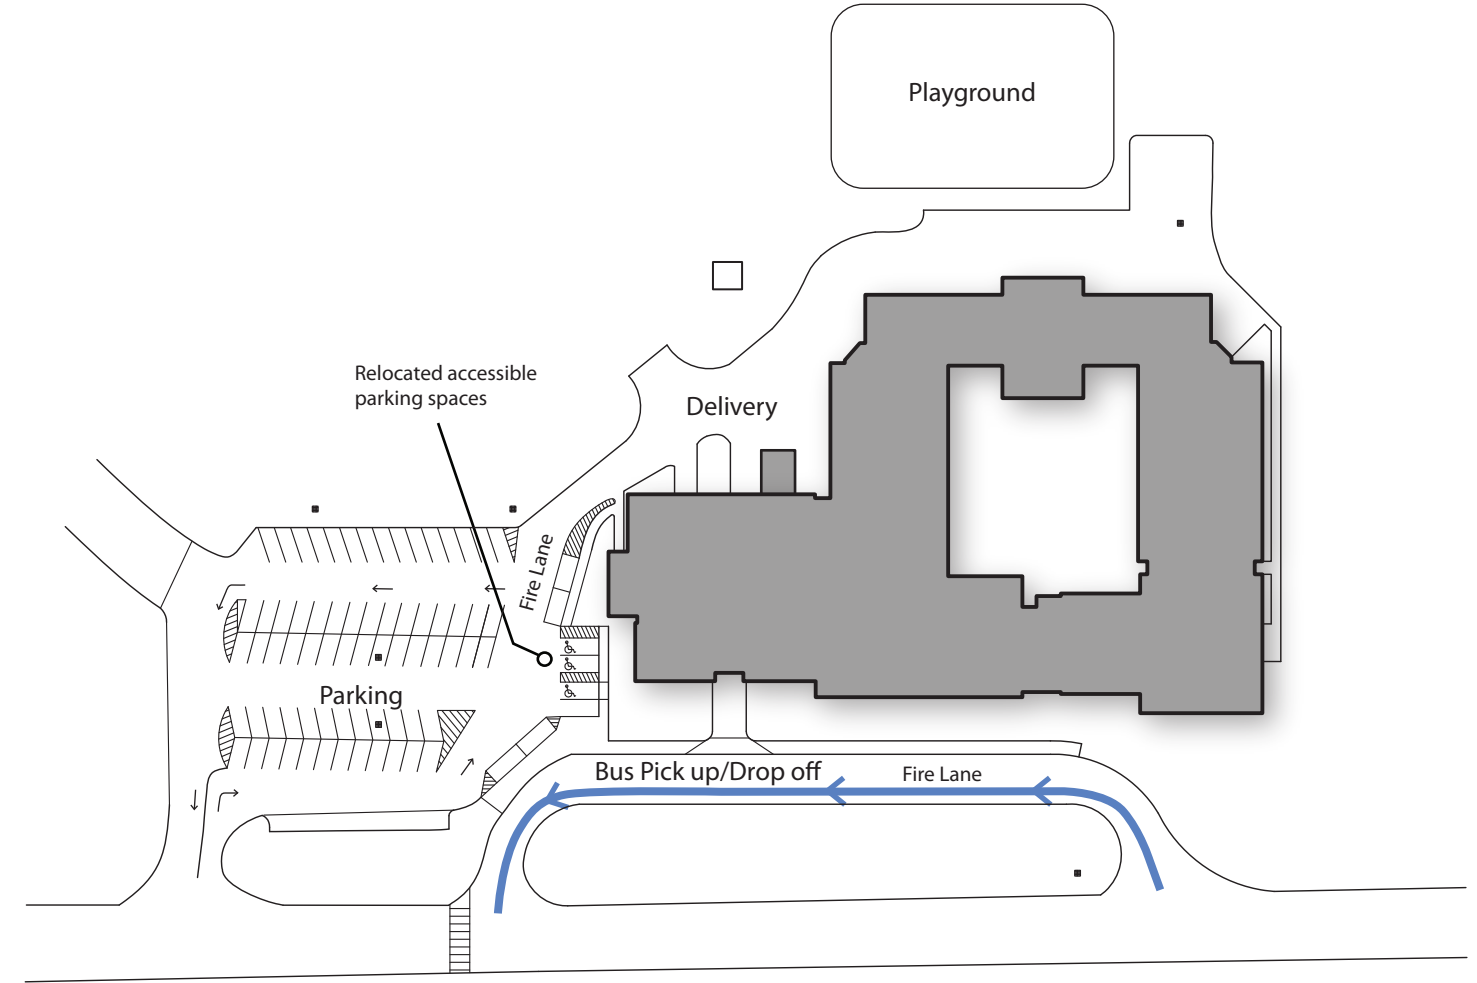 Playground
Relocated accessible
parking spaces
Delivery
Fire Lane
Parking
Bus Pick up/Drop off
Fire Lane